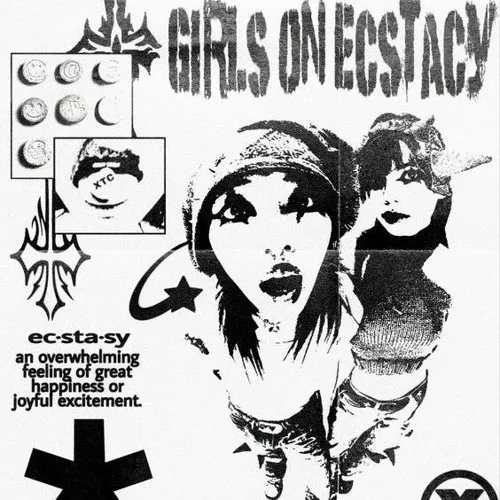 GIRLS ON ECSTACY
XTC
ec·sta·sy
an overwhelming
feeling of great
happiness or
joyful excitement.